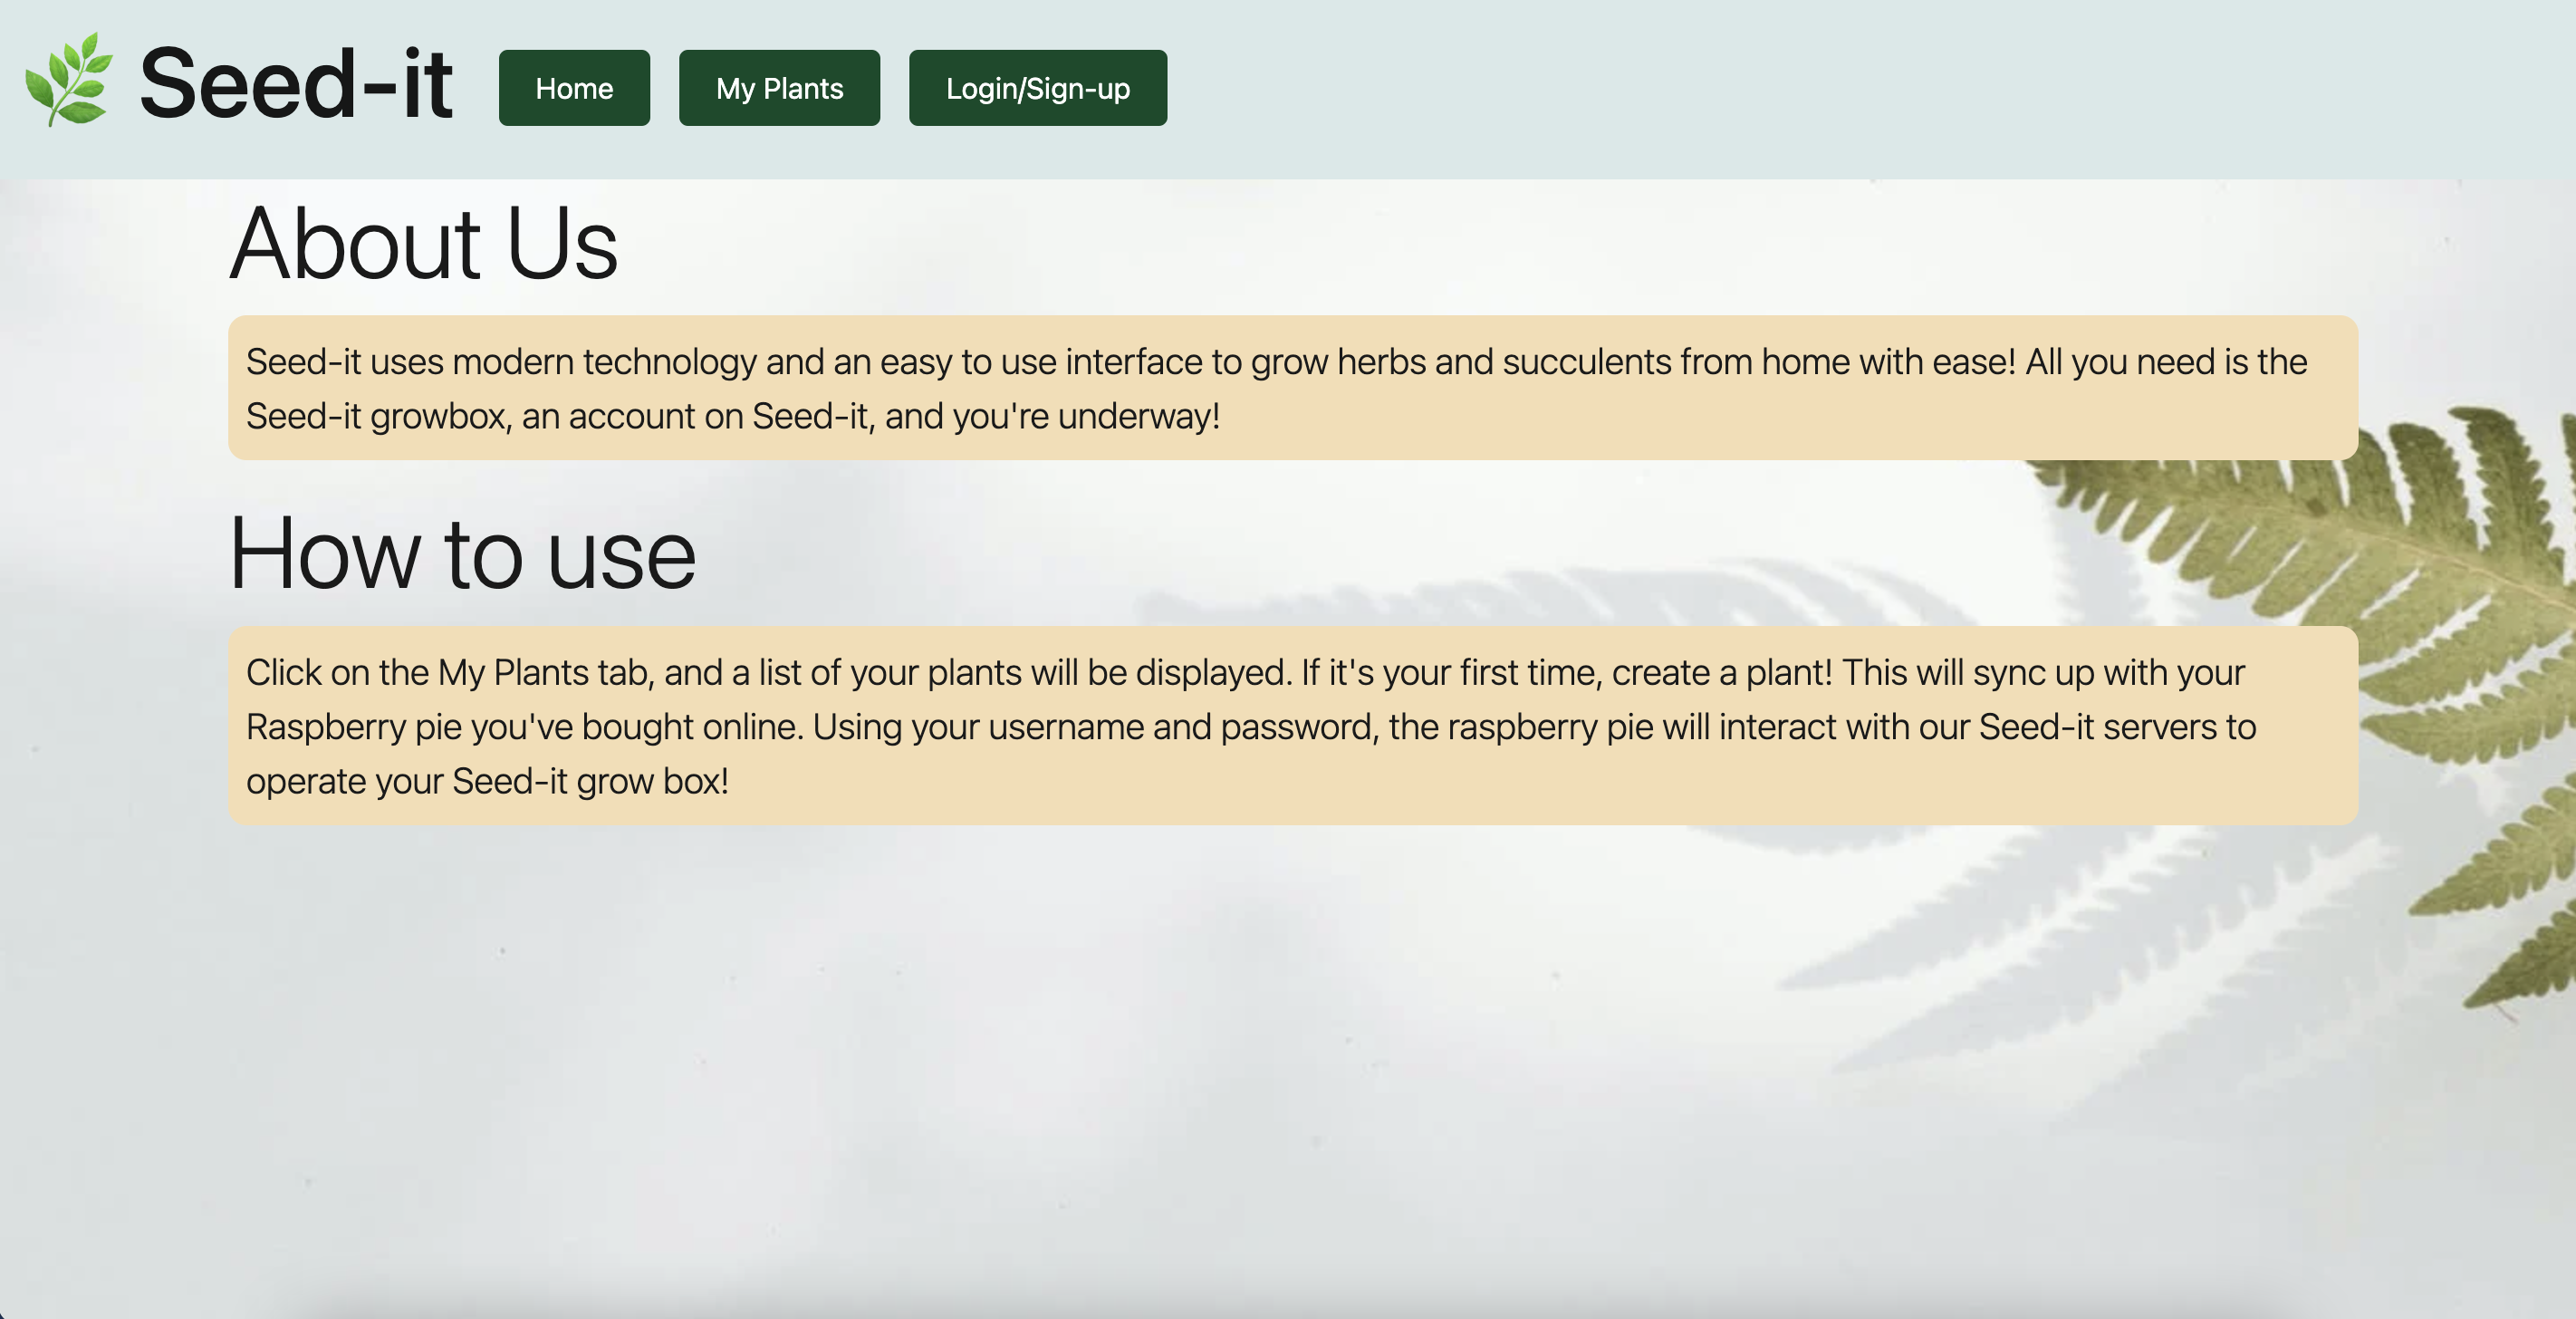 Seed-it
Home
My Plants
Login/Sign-up
About Us
Seed-it uses modern technology and an easy to use interface to grow herbs and succulents from home with ease! All you need is the
Seed-it growbox, an account on Seed-it, and you're underway!
How to use
Click on the My Plants tab, and a list of your plants will be displayed. If it's your first time, create a plant! This will sync up with your
Raspberry pie you've bought online. Using your username and password, the raspberry pie will interact with our Seed-it servers to
operate your Seed-it grow box!